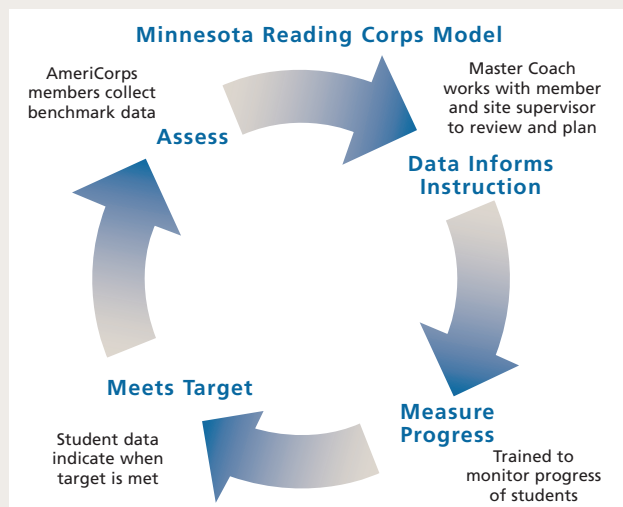 Minnesota Reading Corps Model
AmeriCorps
members collect
benchmark data
Assess
Master Coach
works with member
and site supervisor
to review and plan
Data Informs
Instruction
Measure
Progress
Trained to
monitor progress
of students
Meets Target
Student data
indicate when
target is met